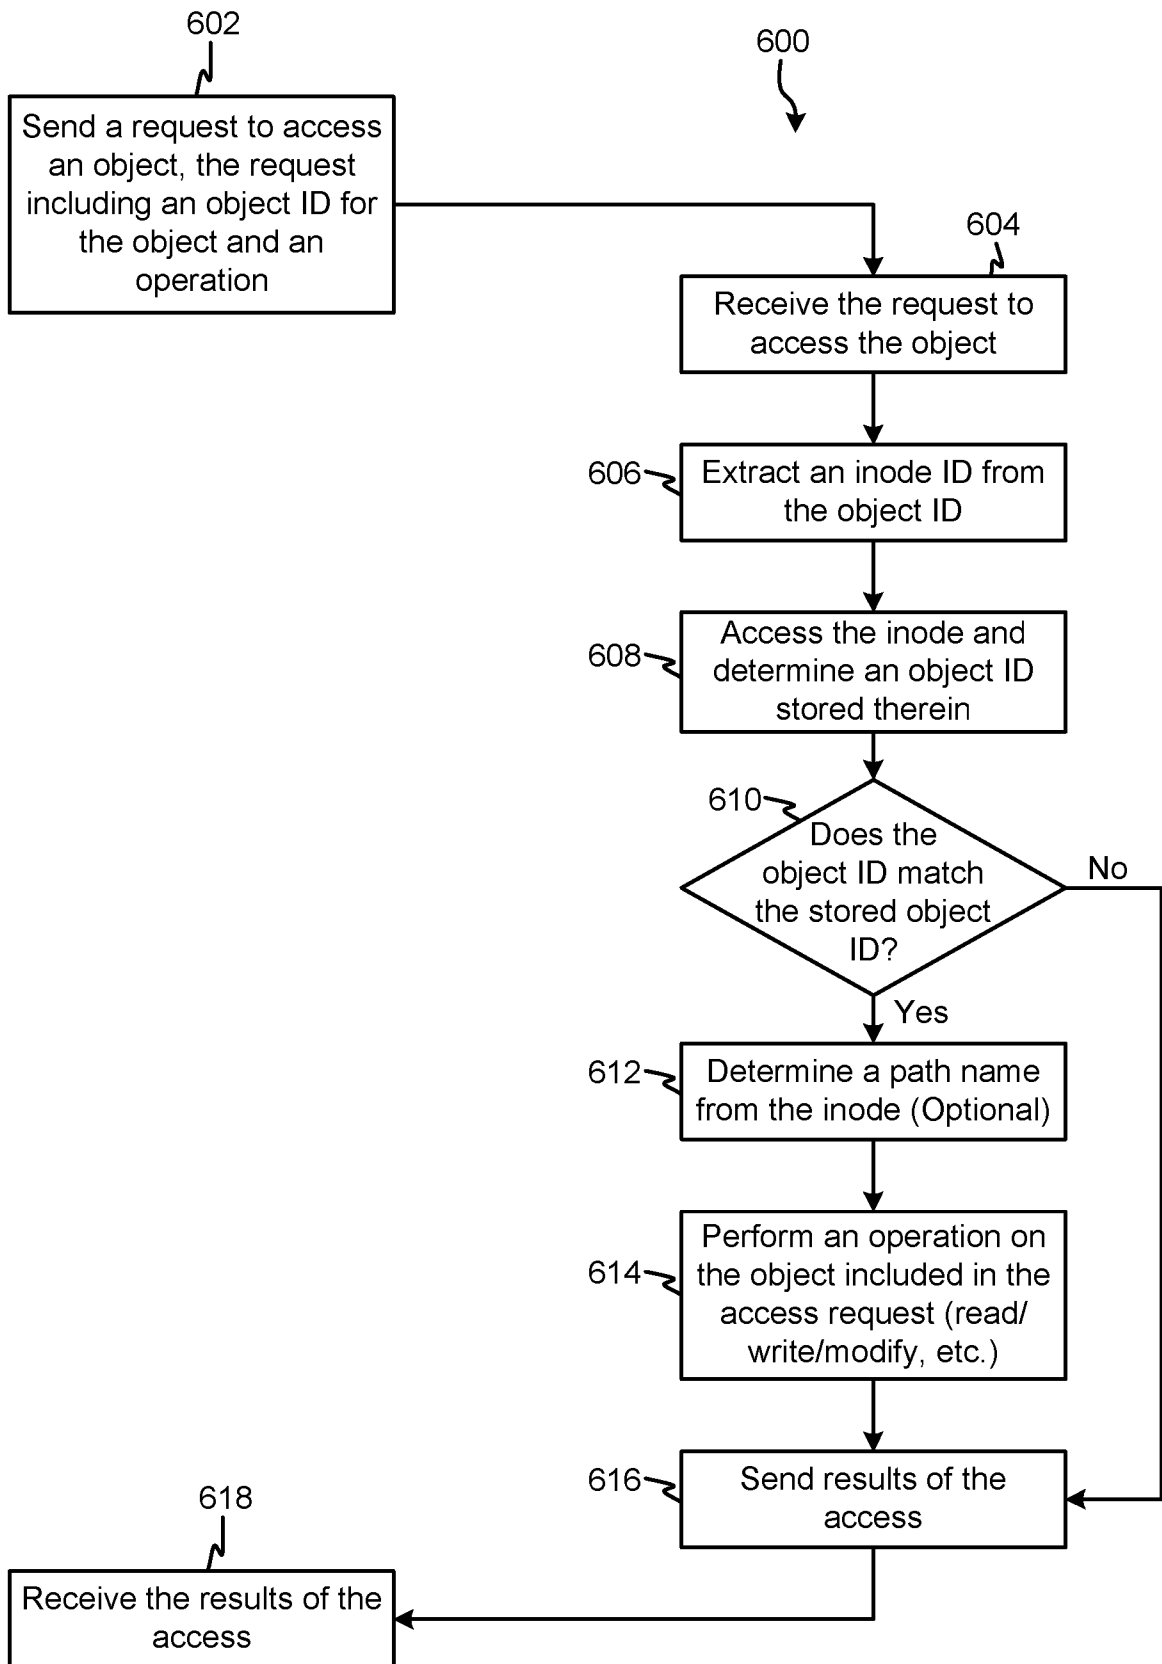 602
600
Send a request to access
an object, the request
including an object ID for
the object and an
operation
604
Receive the request to
access the object
606
Extract an inode ID from
the object ID
608
Access the inode and
determine an object ID
stored therein
610
Does the
object ID match
the stored object
ID?
No
Yes
612
Determine a path name
from the inode (Optional)
614
Perform an operation on
the object included in the
access request (read/
write/modify, etc.)
616
Send results of the
access
618
Receive the results of the
access